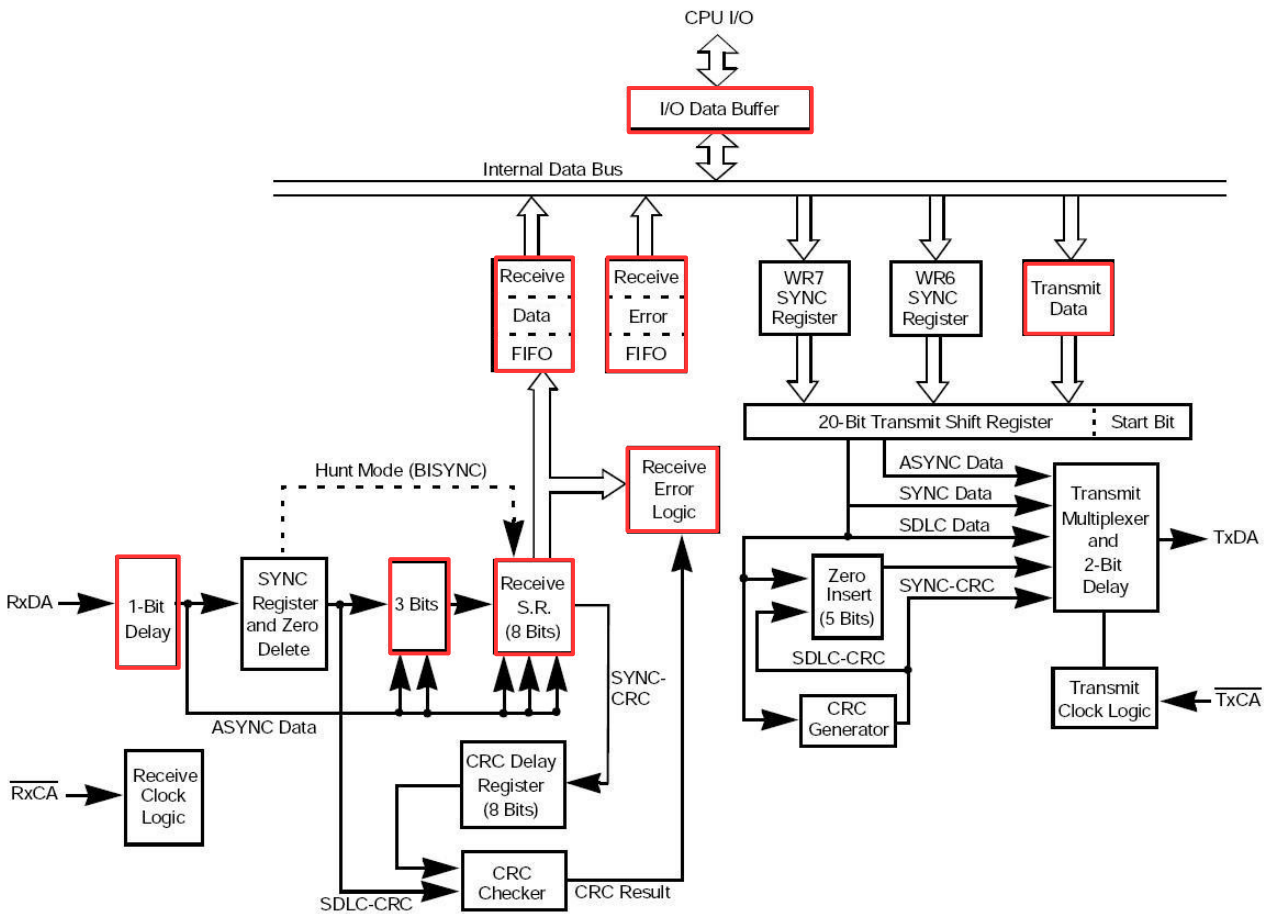 CPU I/O
I/O Data Buffer
Internal Data Bus
Receive
Data
FIFO
Receive
Error
FIFO
WR7
SYNC
Register
WR6
SYNC
Register
Transmit
Data
20-Bit Transmit Shift Register
Start Bit
Hunt Mode (BISYNC)
Receive
Error
Logic
ASYNC Data
SYNC Data
SDLC Data
SYNC-CRC
Transmit
Multiplexer
and
2-Bit
Delay
TxDA
RxDA
1-Bit
Delay
SYNC
Register
and Zero
Delete
3 Bits
Receive
S.R.
(8 Bits)
Zero
Insert
(5 Bits)
SDLC-CRC
SYNC-
CRC
ASYNC Data
CRC
Generator
Transmit
Clock Logic
TxCA
RxCA
Receive
Clock
Logic
CRC Delay
Register
(8 Bits)
CRC
Checker
SDLC-CRC
CRC Result